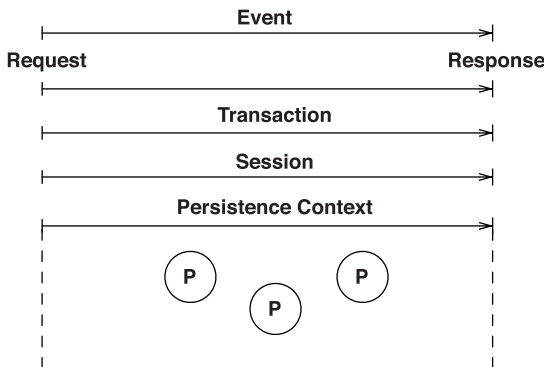 Event
Request Response
Transaction
Session
Persistence Context
P P
P